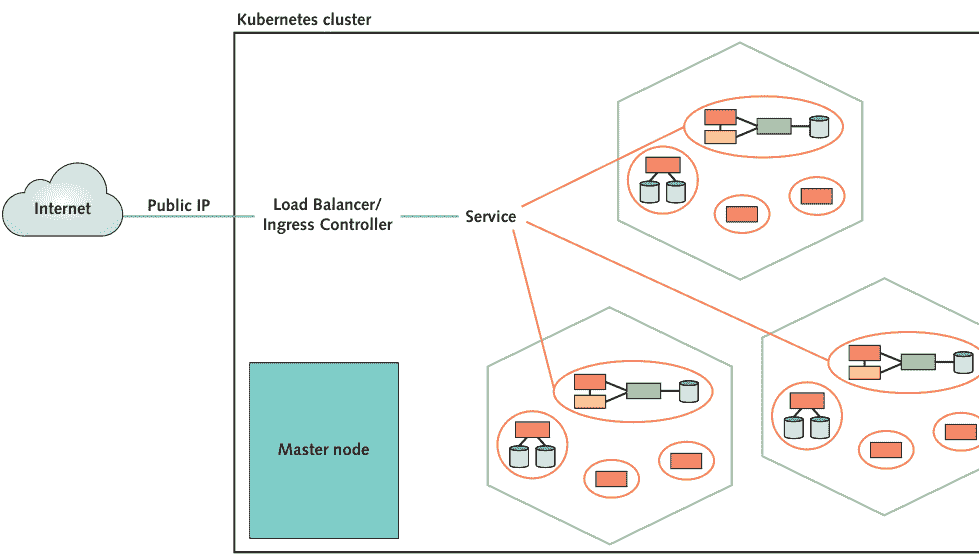 Kubernetes cluster
Internet
Public IP
Load Balancer/
Ingress Controller
Service
Master node